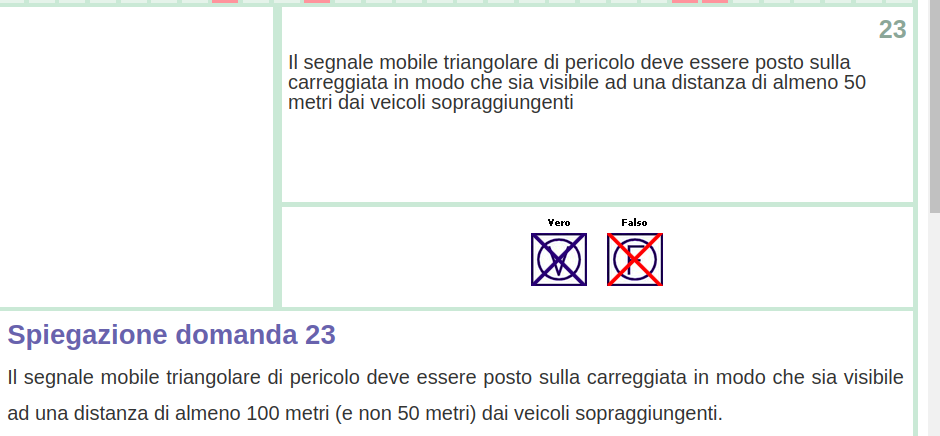 23
Il segnale mobile triangolare di pericolo deve essere posto sulla
carreggiata in modo che sia visibile ad una distanza di almeno 50
metri dai veicoli sopraggiungenti
Vero Falso
V F
Spiegazione domanda 23
Il segnale mobile triangolare di pericolo deve essere posto sulla carreggiata in modo che sia visibile
ad una distanza di almeno 100 metri (e non 50 metri) dai veicoli sopraggiungenti.